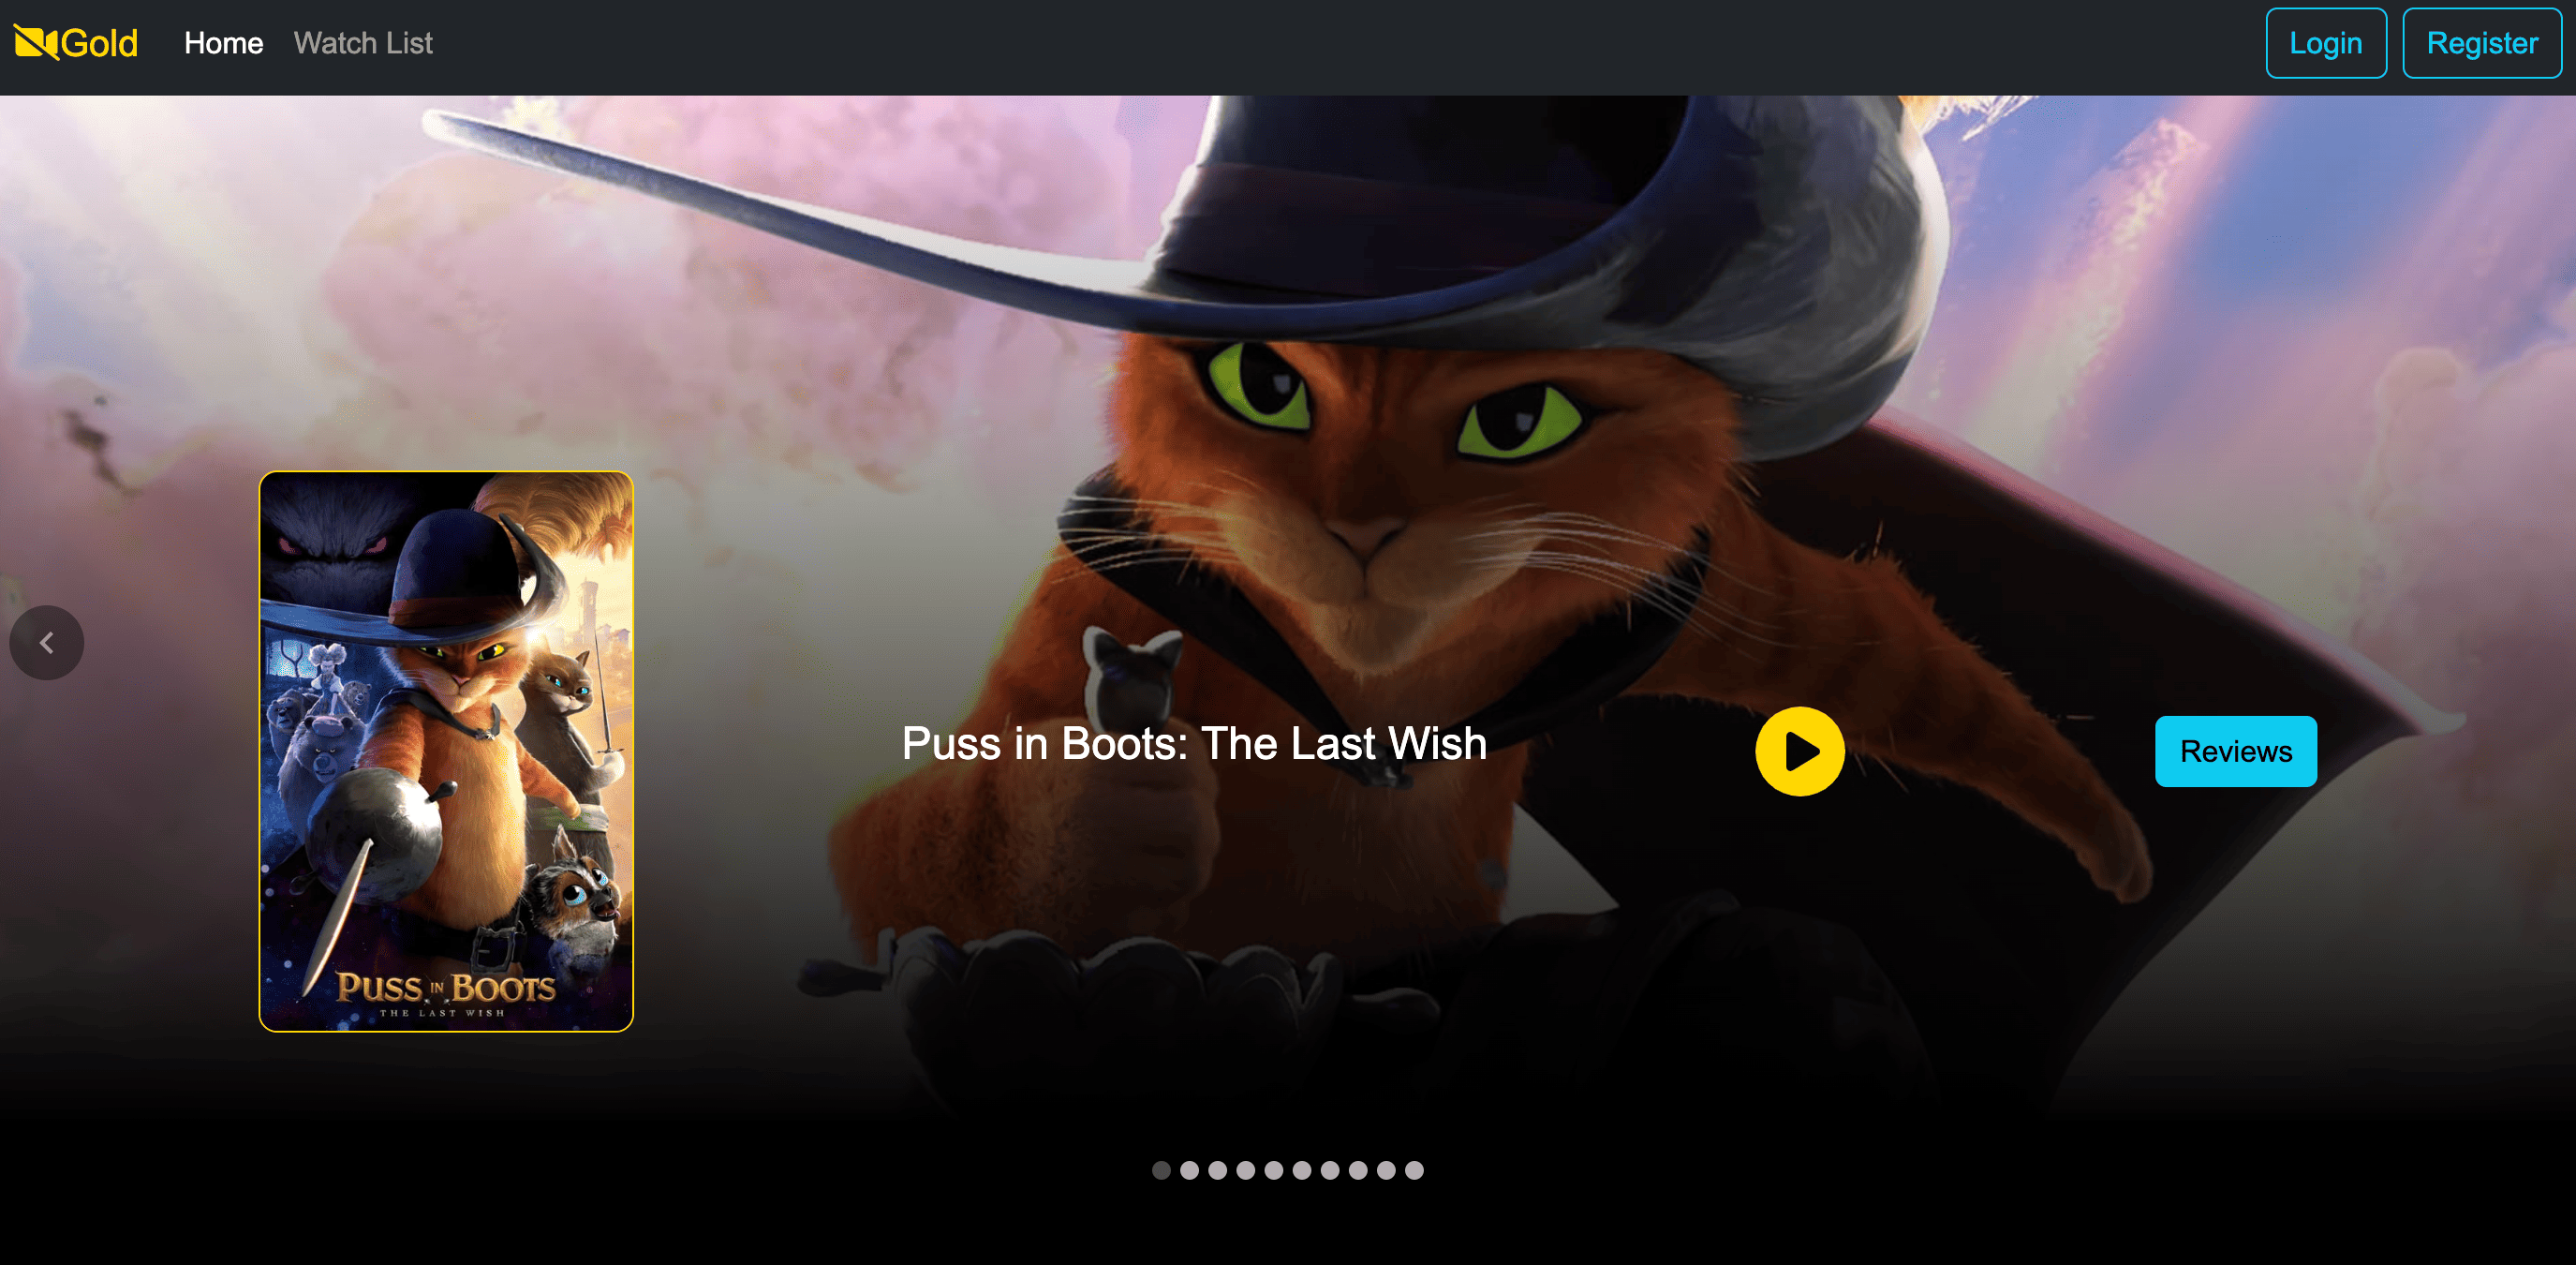 Gold Home Watch List Login Register
PUSS IN BOOTS
THE LAST WISH
Puss in Boots: The Last Wish
Reviews